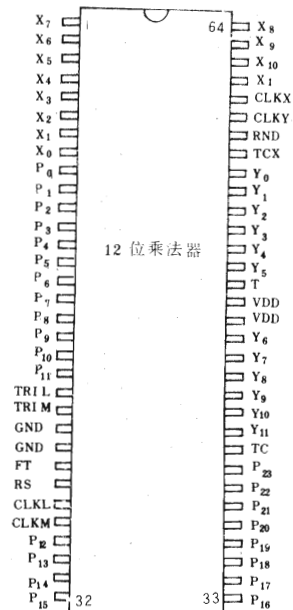 X₇
X₆
X₅
X₄
X₃
X₂
X₁
X₀
P₀
P₁
P₂
P₃
P₄
P₅
P₆
P₇
P₈
P₉
P₁₀
P₁₁
TRIL
TRIM
GND
GND
FT
RS
CLKL
CLKM
P₁₂
P₁₃
P₁₄
P₁₅
1
32
12位乘法器
64
33
X₈
X₉
X₁₀
X₁
CLKX
CLKY
RND
TCX
Y₀
Y₁
Y₂
Y₃
Y₄
Y₅
T
VDD
VDD
Y₆
Y₇
Y₈
Y₉
Y₁₀
Y₁₁
TC
P₂₃
P₂₂
P₂₁
P₂₀
P₁₉
P₁₈
P₁₇
P₁₆